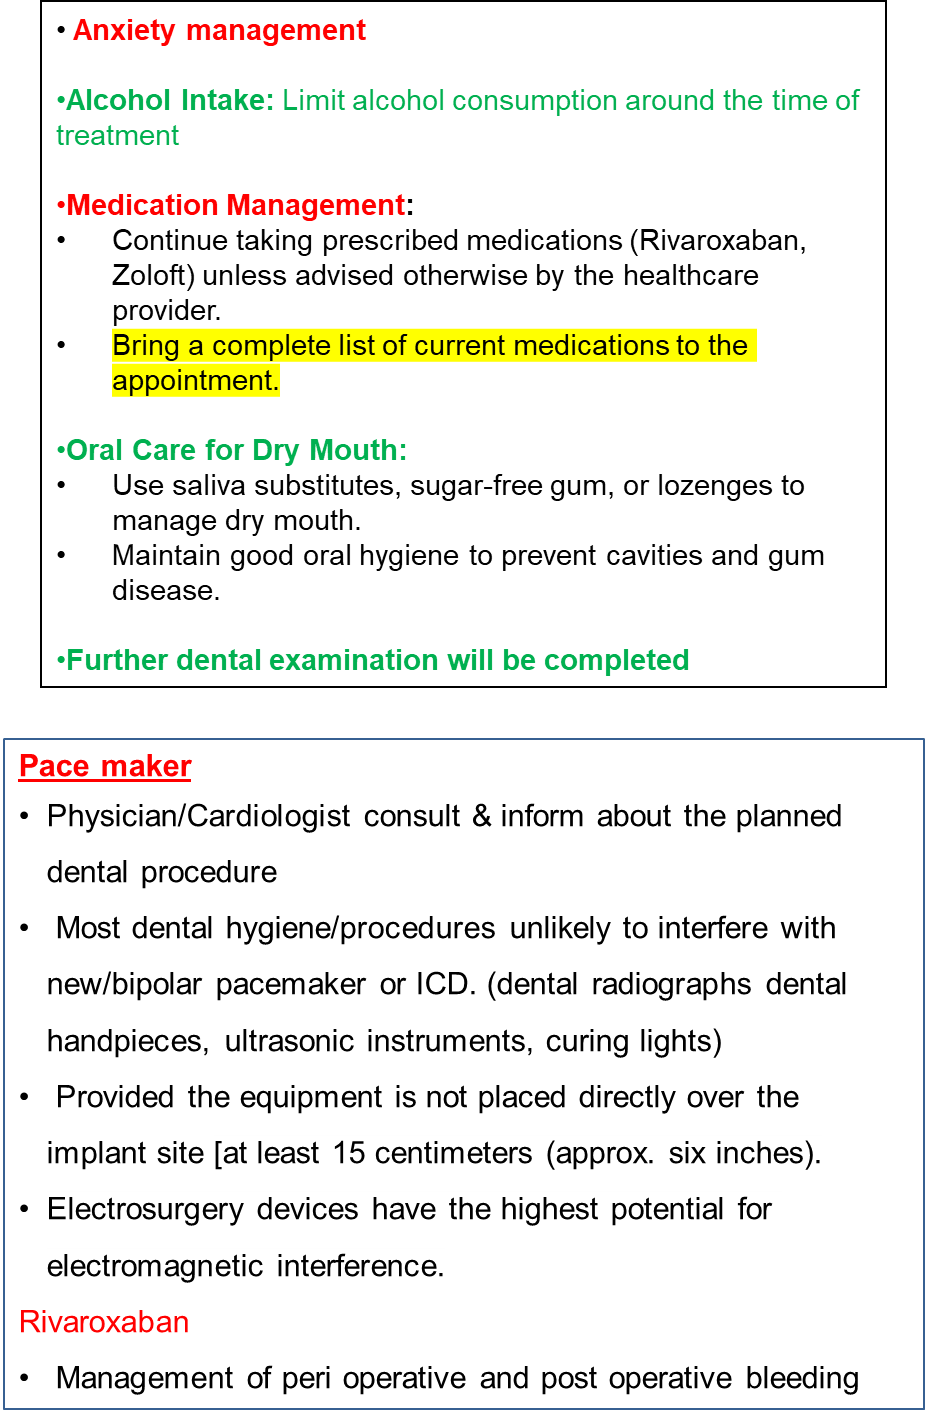 • Anxiety management
•Alcohol Intake: Limit alcohol consumption around the time of
treatment
•Medication Management:
• Continue taking prescribed medications (Rivaroxaban,
Zoloft) unless advised otherwise by the healthcare
provider.
• Bring a complete list of current medications to the
appointment.
•Oral Care for Dry Mouth:
• Use saliva substitutes, sugar-free gum, or lozenges to
manage dry mouth.
• Maintain good oral hygiene to prevent cavities and gum
disease.
•Further dental examination will be completed
Pace maker
• Physician/Cardiologist consult & inform about the planned
dental procedure
• Most dental hygiene/procedures unlikely to interfere with
new/bipolar pacemaker or ICD. (dental radiographs dental
handpieces, ultrasonic instruments, curing lights)
• Provided the equipment is not placed directly over the
implant site [at least 15 centimeters (approx. six inches).
• Electrosurgery devices have the highest potential for
electromagnetic interference.
Rivaroxaban
• Management of peri operative and post operative bleeding